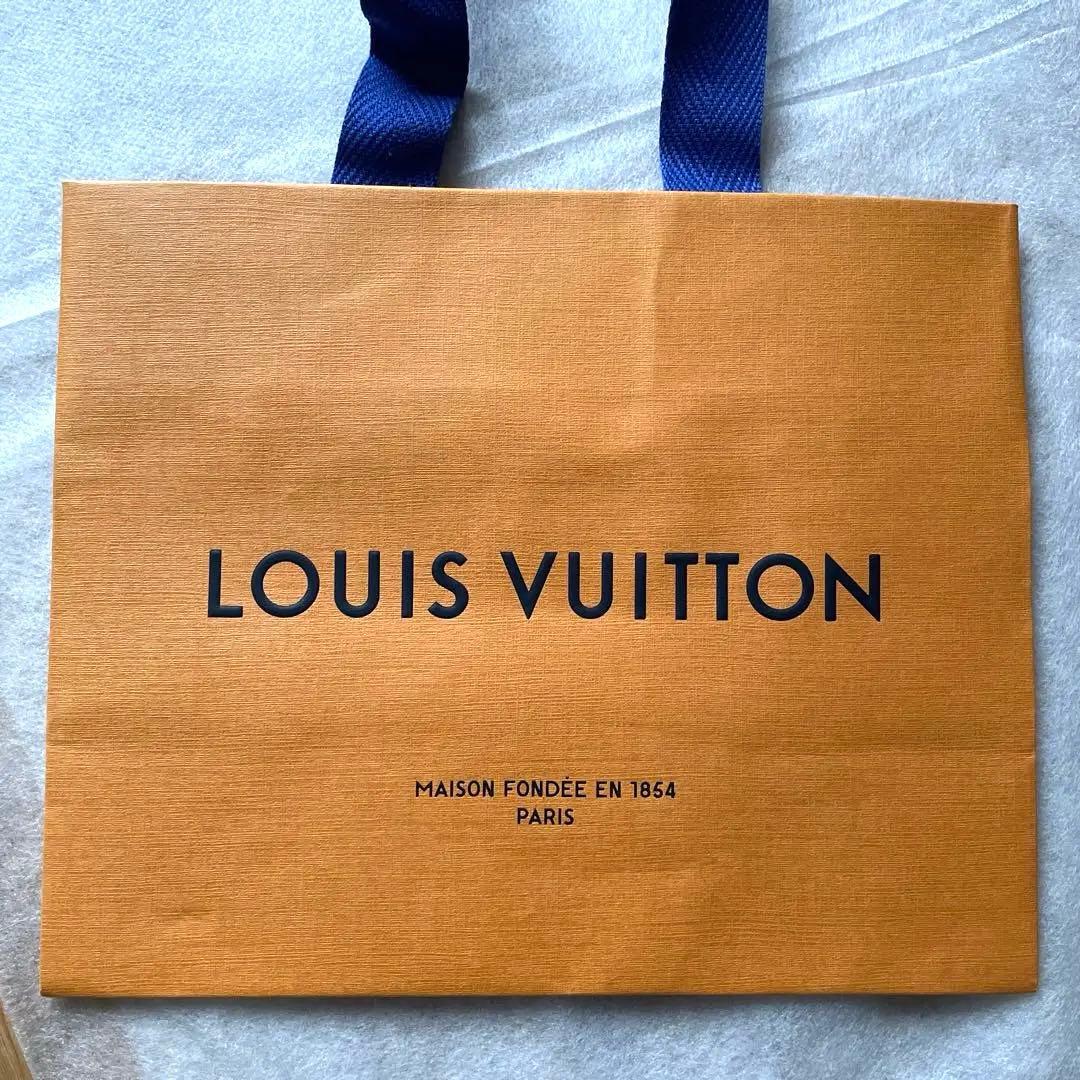 LOUIS VUITTON
MAISON FONDÉE EN 1854
PARIS